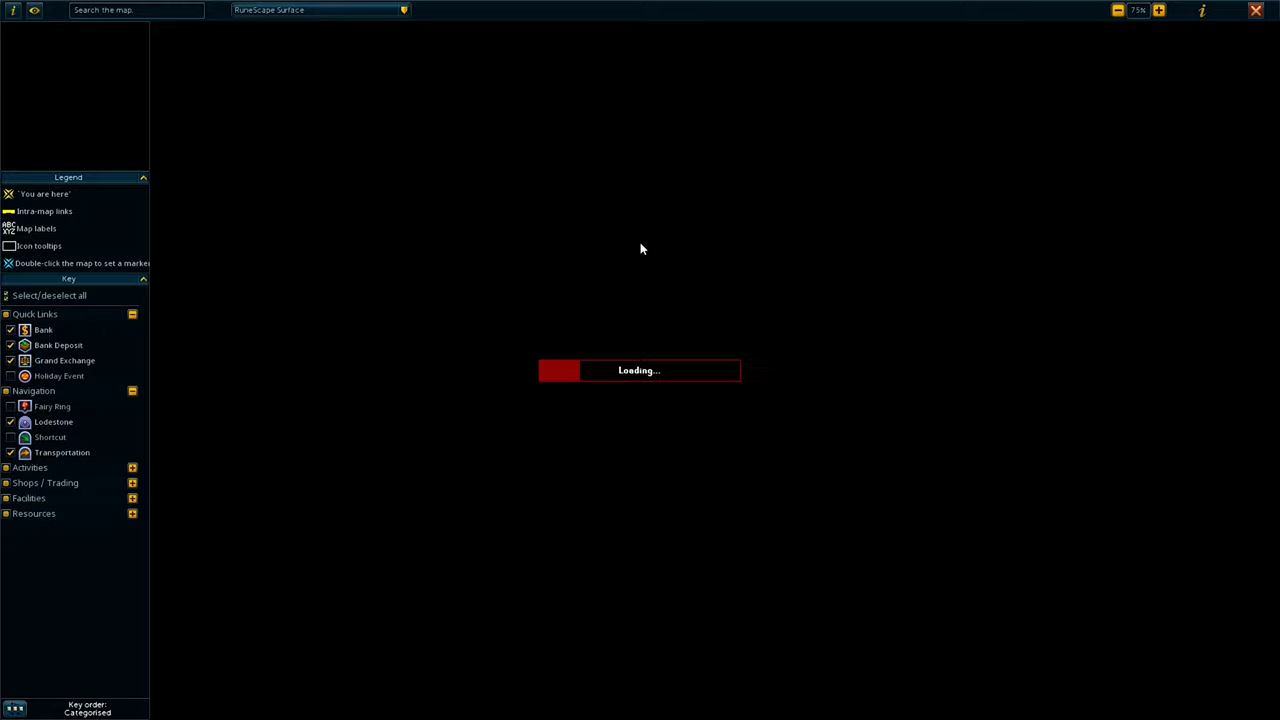 Search the map.
RuneScape Surface
75%
Legend
'You are here'
Intra-map links
ABC
XYZ
Map labels
Icon tooltips
Double-click the map to set a marker
Key
Select/deselect all
Quick Links
Bank
Bank Deposit
Grand Exchange
Holiday Event
Navigation
Fairy Ring
Lodestone
Shortcut
Transportation
Activities
Shops / Trading
Facilities
Resources
Loading...
Key order:
Categorised